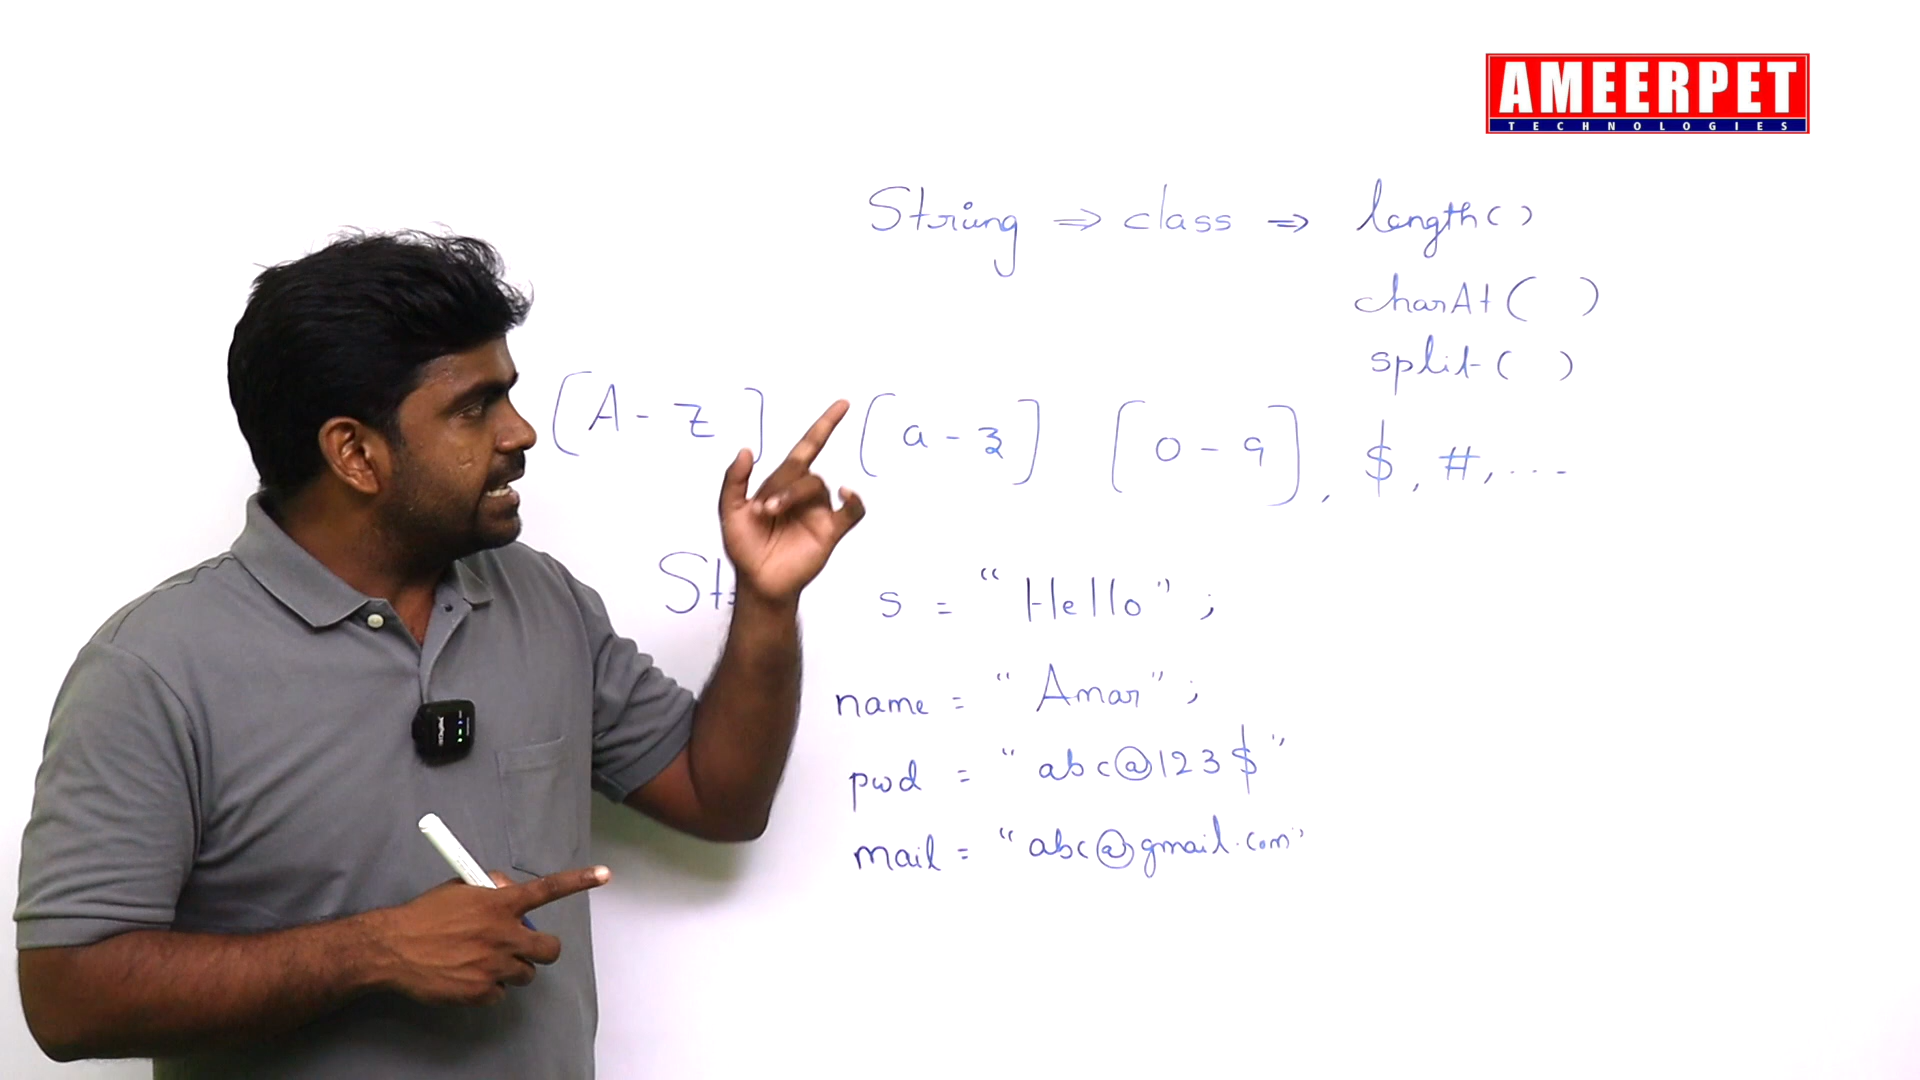 AMEERPET
TECHNOLOGIES
String ⇒ class ⇒ length()
charAt( )
split( )
[A - Z] [a - z] [0 - 9], $, #, ...
s = "Hello";
name = "Amar";
pwd = "abc@123$"
mail = "abc@gmail.com"